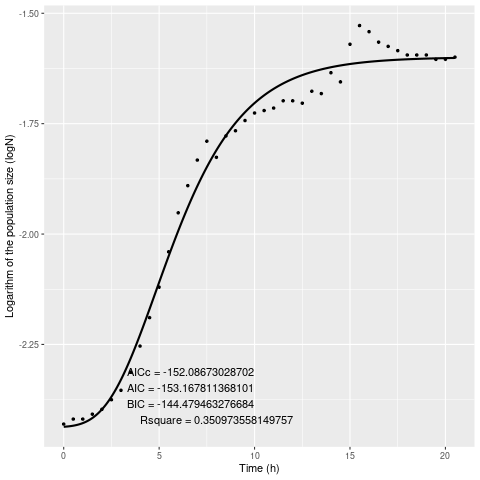 -1.50
-1.75
-2.00
-2.25
Logarithm of the population size (logN)
AICc = -152.08673028702
AIC = -153.167811368101
BIC = -144.479463276684
Rsquare = 0.350973558149757
0 5 10 15 20
Time (h)